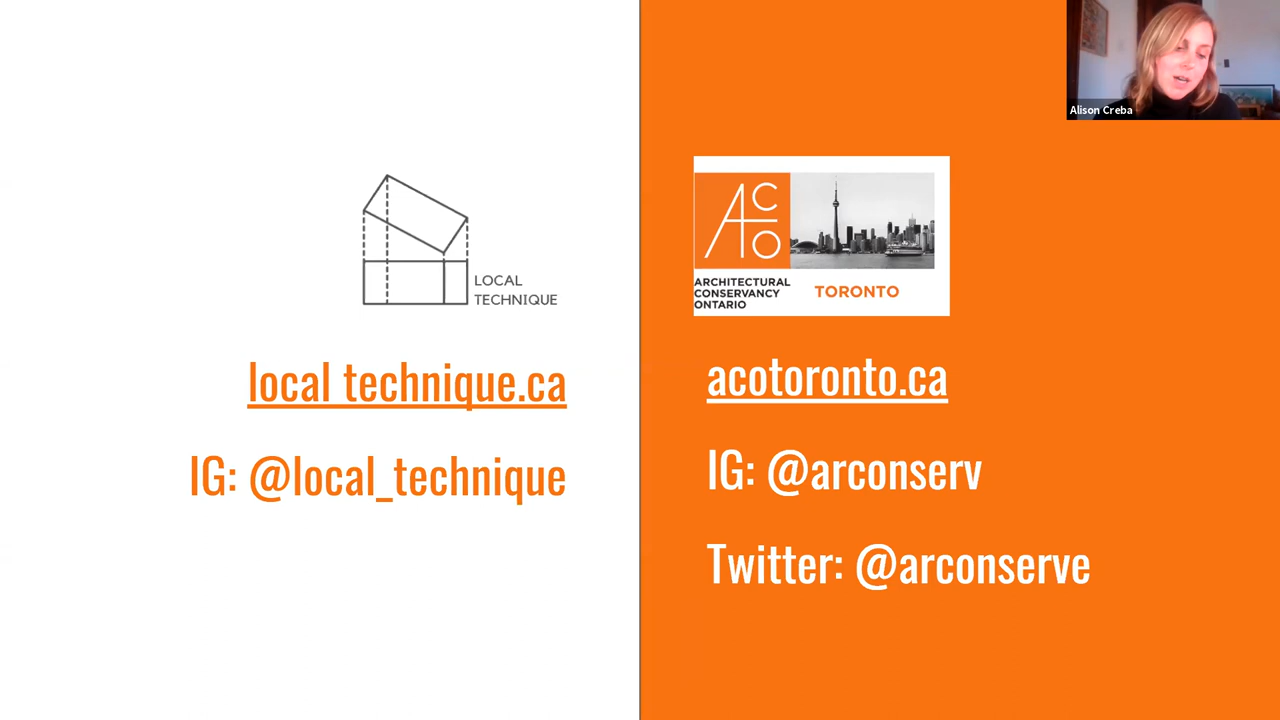 Alison Creba
LOCAL
TECHNIQUE
local technique.ca
IG: @local_technique
ACO
ARCHITECTURAL
CONSERVANCY
ONTARIO
TORONTO
acotoronto.ca
IG: @arconserv
Twitter: @arconserve